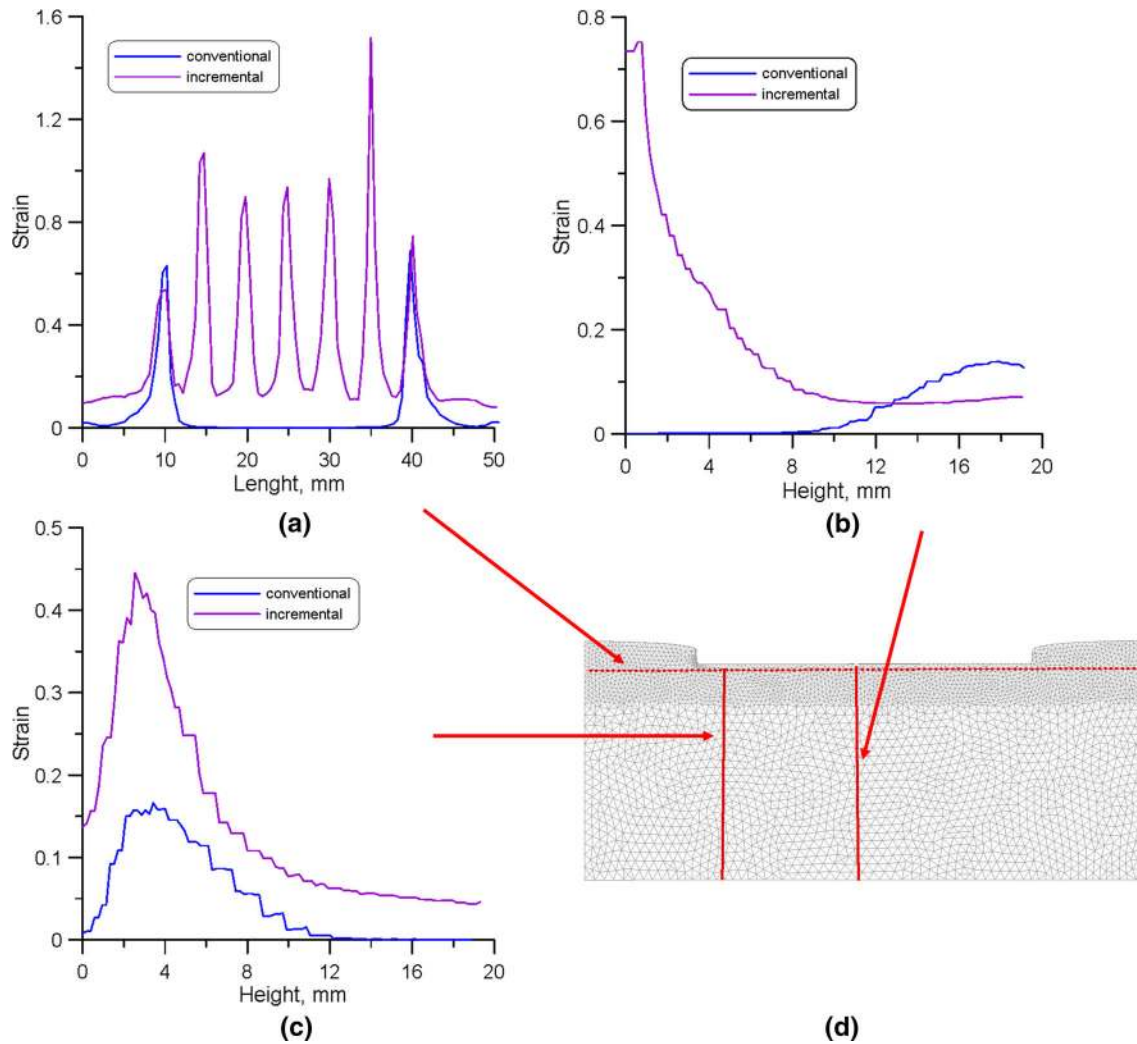 1.6
1.2
0.8
0.4
0
Strain
conventional
incremental
0 10 20 30 40 50
Lenght, mm
(a)
0.8
0.6
0.4
0.2
0
Strain
conventional
incremental
0 4 8 12 16 20
Height, mm
(b)
0.5
0.4
0.3
0.2
0.1
0
Strain
conventional
incremental
0 4 8 12 16 20
Height, mm
(c)
(d)